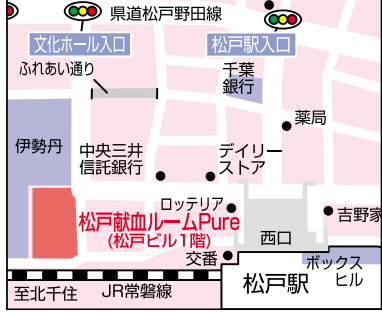 県道松戸野田線
文化ホール入口
松戸駅入口
ふれあい通り
千葉
銀行
薬局
伊勢丹
中央三井
信託銀行
デイリー
ストア
ロッテリア
松戸献血ルームPure
(松戸ビル1階)
吉野家
西口
交番
ボックス
ヒル
松戸駅
至北千住
JR常磐線